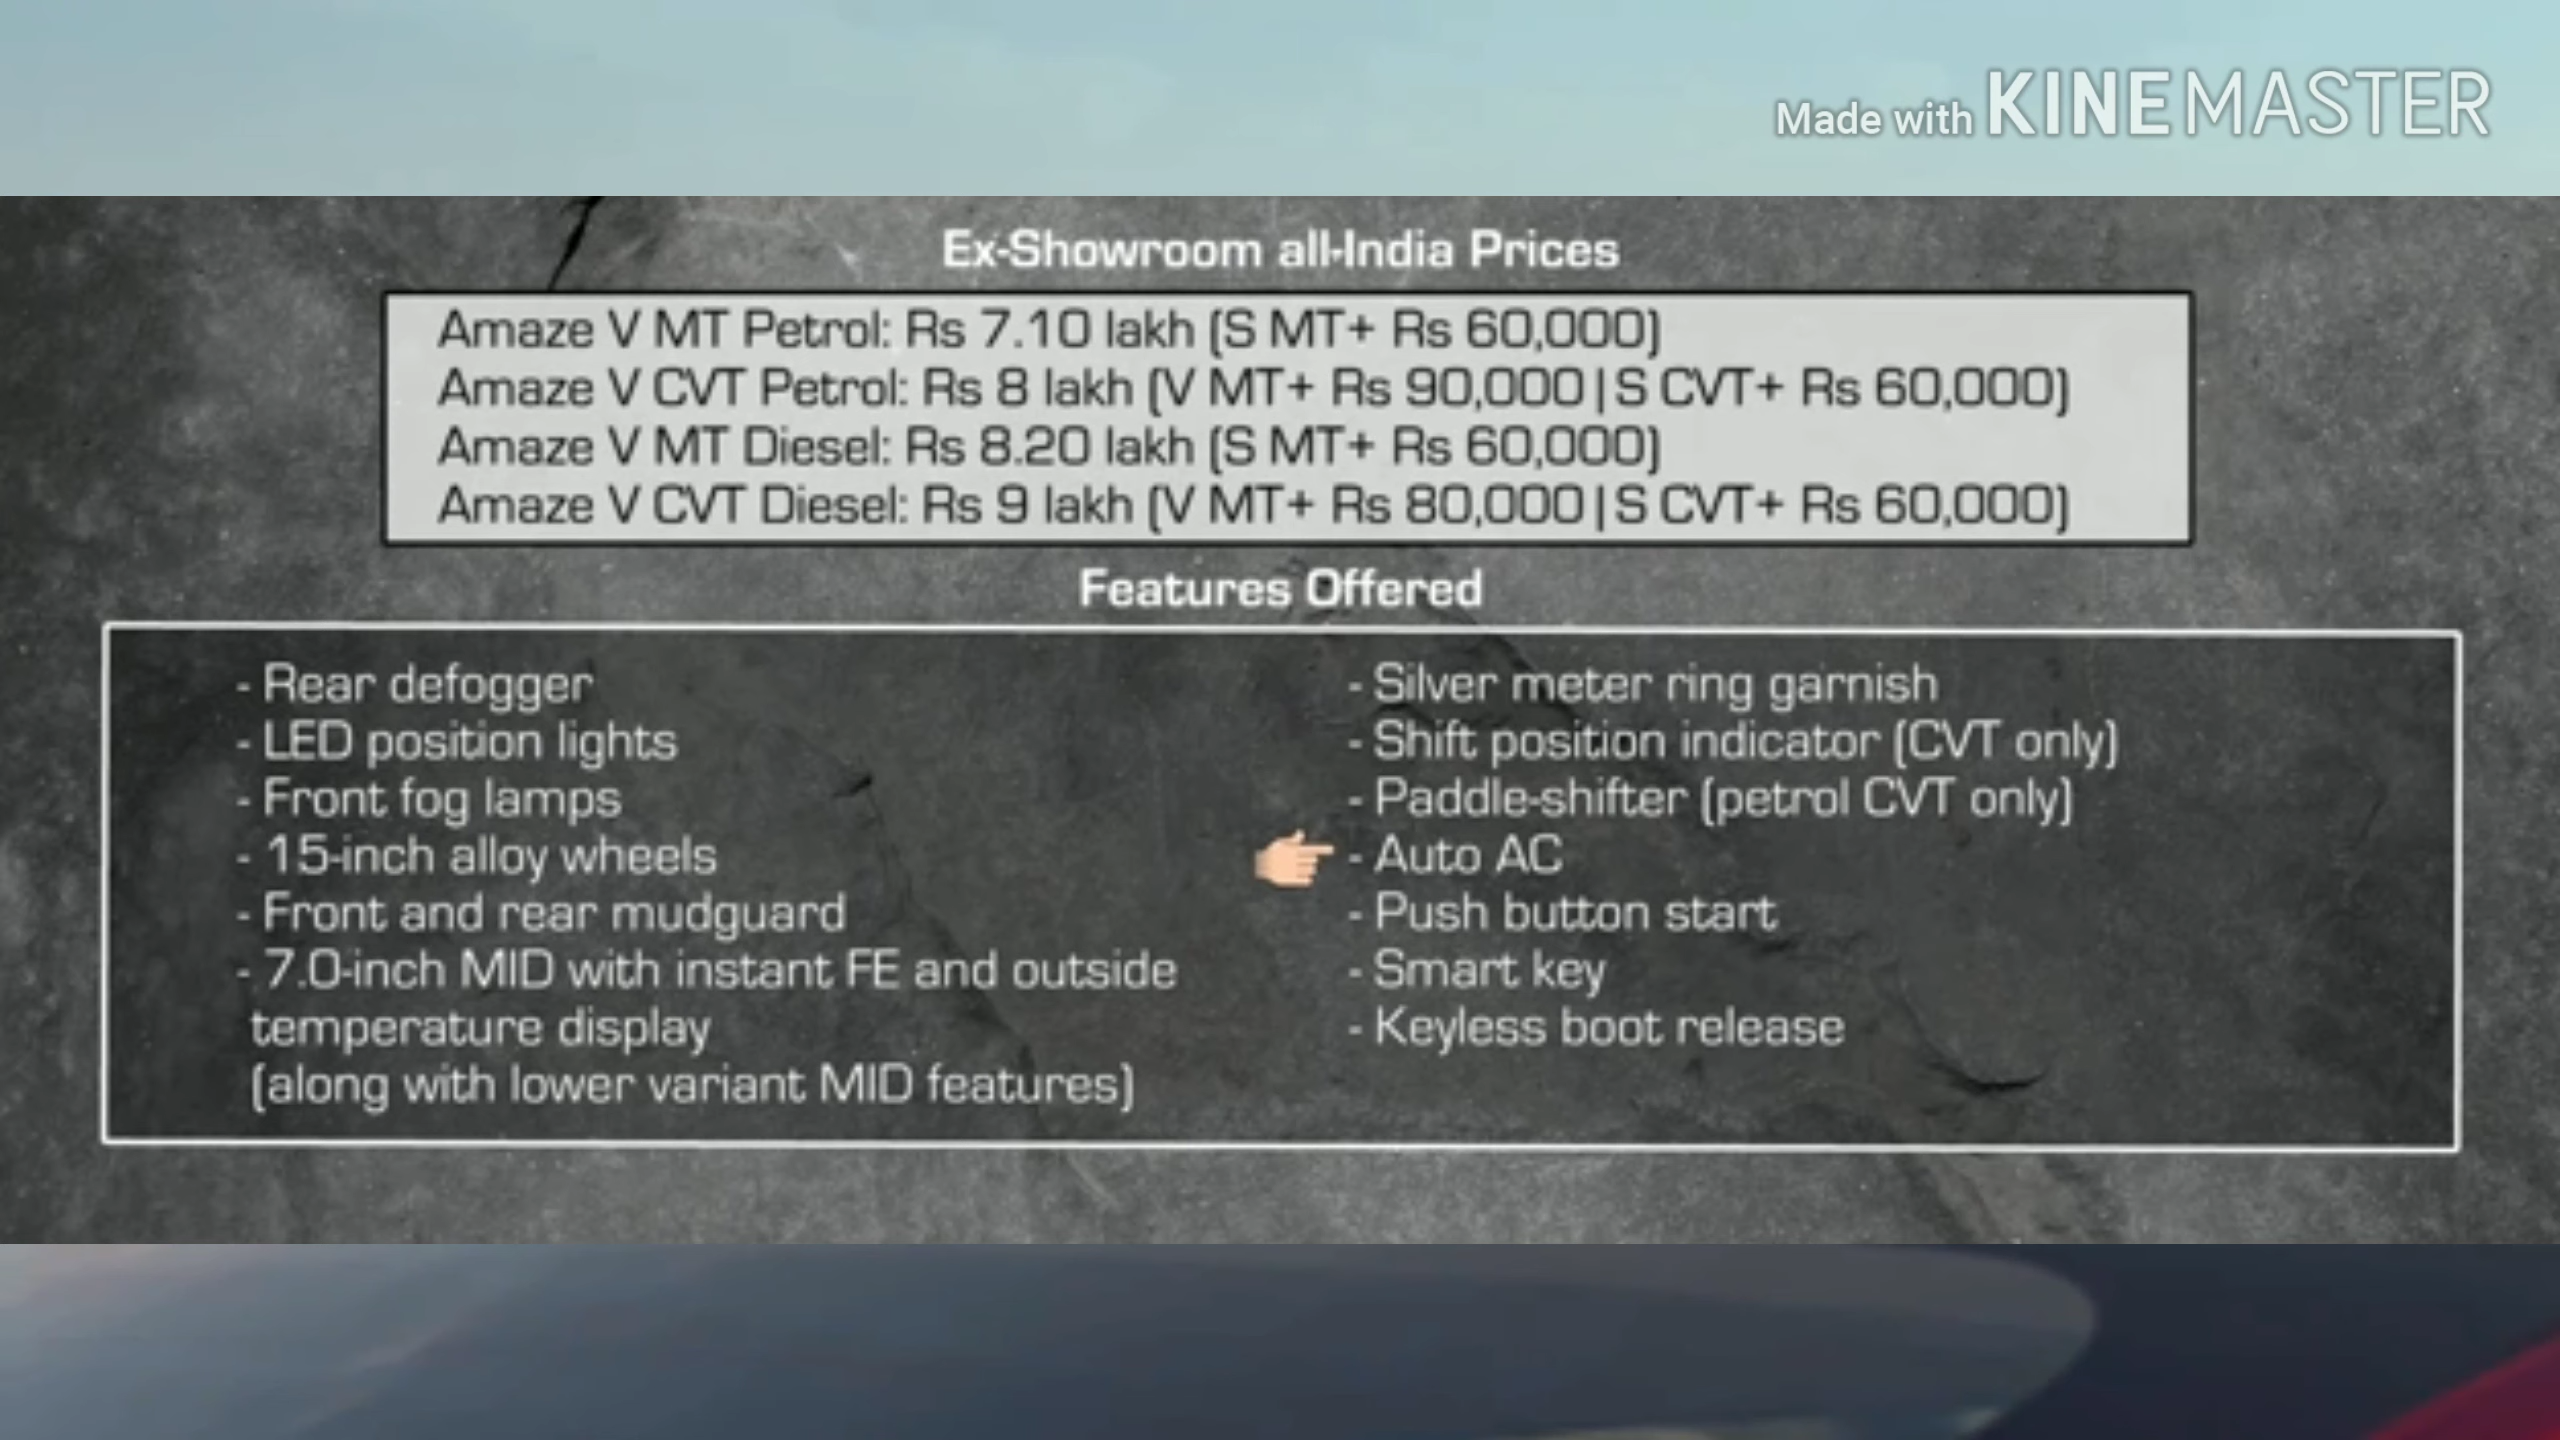 Made with KINEMASTER
Ex-Showroom all-India Prices
Amaze V MT Petrol: Rs 7.10 lakh (S MT+ Rs 60,000)
Amaze V CVT Petrol: Rs 8 lakh (V MT+ Rs 90,000|S CVT+ Rs 60,000)
Amaze V MT Diesel: Rs 8.20 lakh (S MT+ Rs 60,000)
Amaze V CVT Diesel: Rs 9 lakh (V MT+ Rs 80,000|S CVT+ Rs 60,000)
Features Offered
- Rear defogger
- LED position lights
- Front fog lamps
- 15-inch alloy wheels
- Front and rear mudguard
- 7.0-inch MID with instant FE and outside
temperature display
(along with lower variant MID features)
- Silver meter ring garnish
- Shift position indicator (CVT only)
- Paddle-shifter (petrol CVT only)
- Auto AC
- Push button start
- Smart key
- Keyless boot release